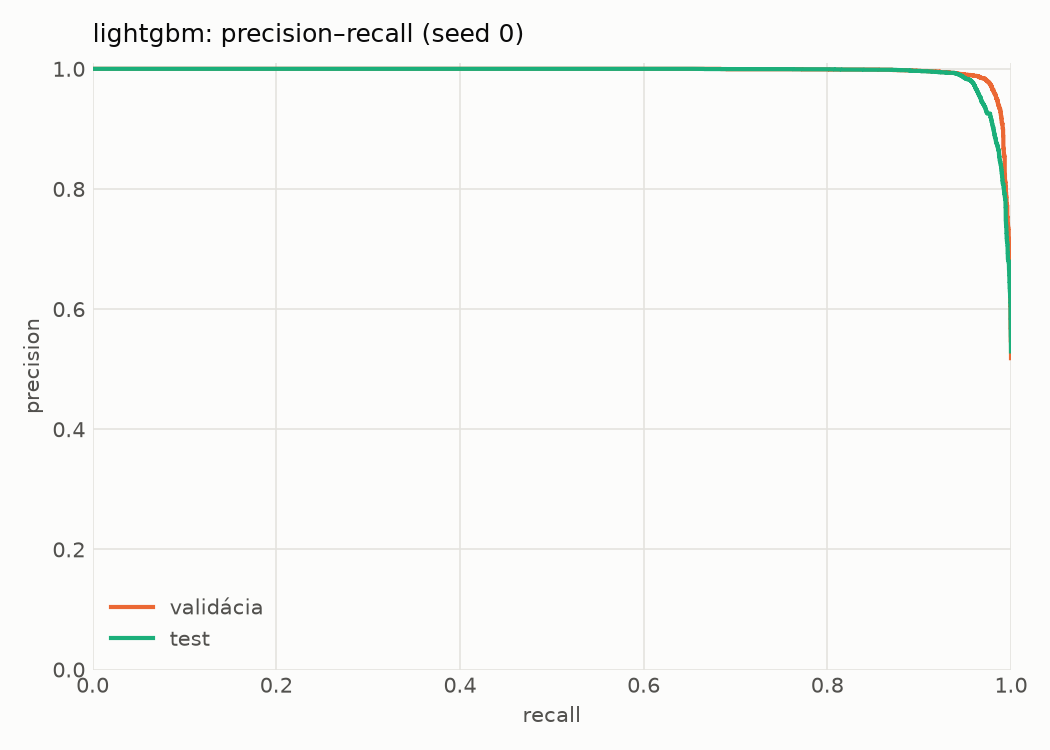 lightgbm: precision–recall (seed 0)
1.0
0.8
0.6
0.4
0.2
0.0
precision
validácia
test
0.0 0.2 0.4 0.6 0.8 1.0
recall